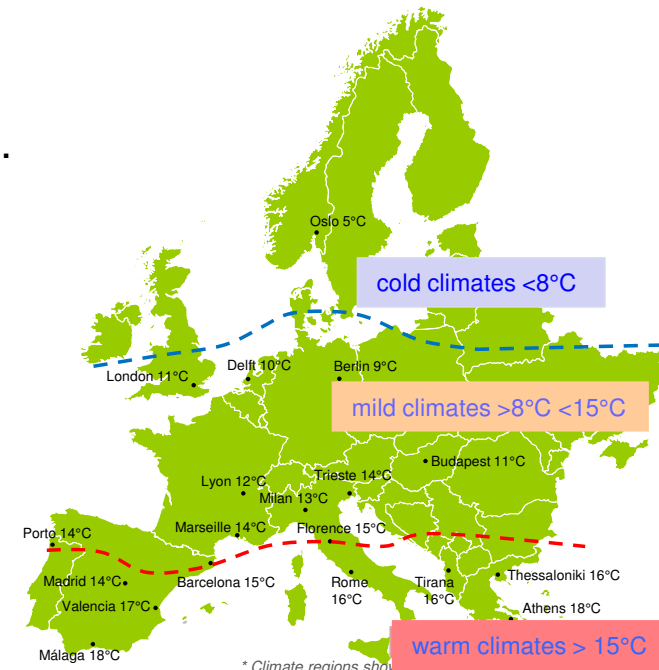 .
Oslo 5°C
cold climates <8°C
Delft 10°C
Berlin 9°C
London 11°C
mild climates >8°C <15°C
Budapest 11°C
Trieste 14°C
Lyon 12°C
Milan 13°C
Marseille 14°C
Florence 15°C
Porto 14°C
Madrid 14°C
Barcelona 15°C
Rome
16°C
Tirana
16°C
Thessaloniki 16°C
Valencia 17°C
Athens 18°C
warm climates > 15°C
Málaga 18°C
* Climate regions